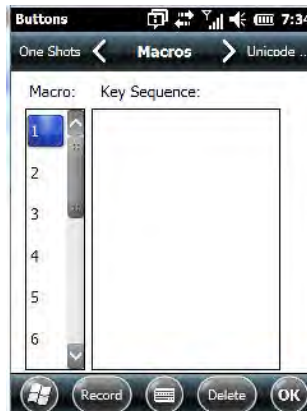 Buttons 7:34
One Shots Macros Unicode ...
Macro: Key Sequence:
1
2
3
4
5
6
Record Delete OK